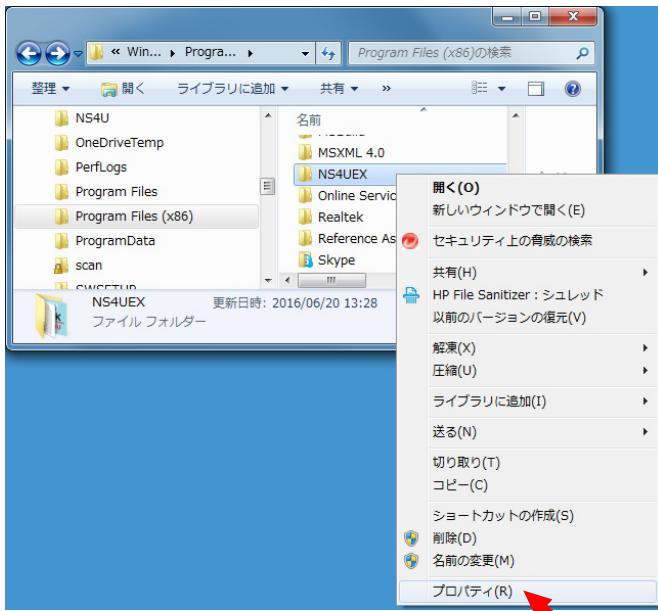 « Win... ▸ Progra... ▸
Program Files (x86)の検索
整理 ▼ 開く ライブラリに追加 ▼ 共有 ▼ »
NS4U
OneDriveTemp
PerfLogs
Program Files
Program Files (x86)
ProgramData
scan
名前
MSXML 4.0
NS4UEX
Online Servic
Realtek
Reference As
Skype
NS4UEX 更新日時: 2016/06/20 13:28
ファイル フォルダー
開く(O)
新しいウィンドウで開く(E)
セキュリティ上の脅威の検索
共有(H)
HP File Sanitizer : シュレッド
以前のバージョンの復元(V)
解凍(X)
圧縮(U)
ライブラリに追加(I)
送る(N)
切り取り(T)
コピー(C)
ショートカットの作成(S)
削除(D)
名前の変更(M)
プロパティ(R)